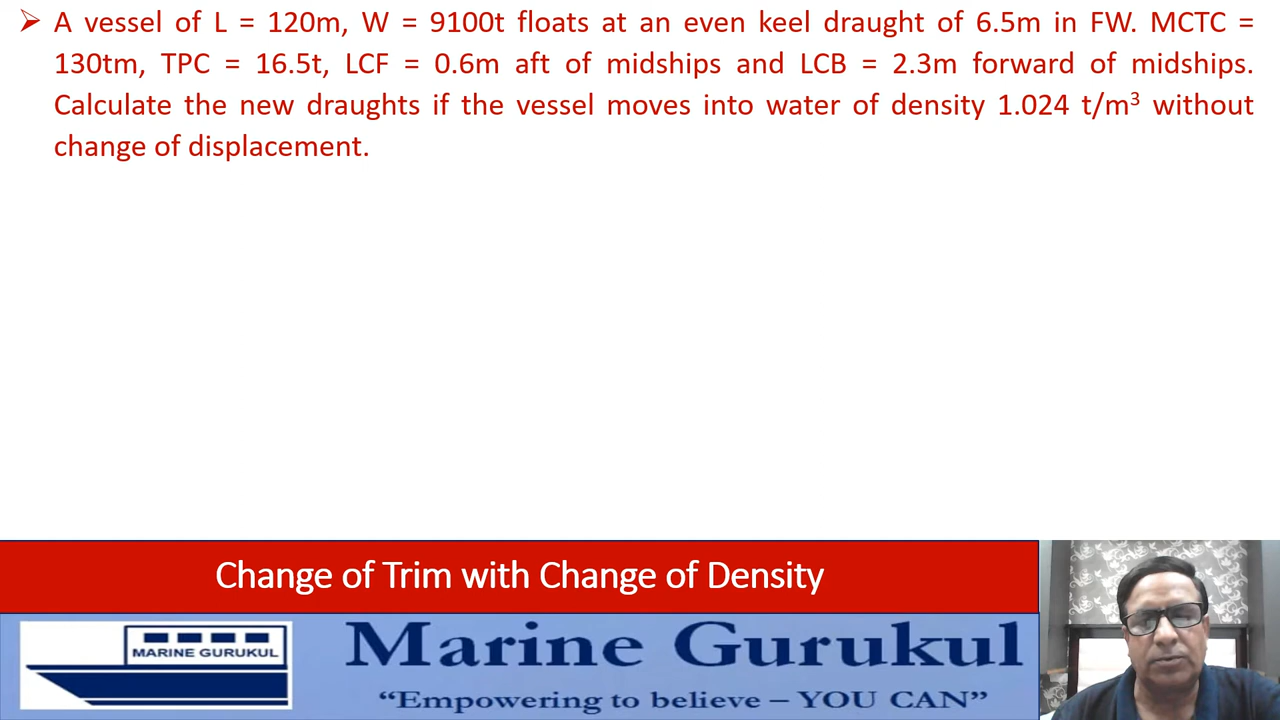 ➢ A vessel of L = 120m, W = 9100t floats at an even keel draught of 6.5m in FW. MCTC =
130tm, TPC = 16.5t, LCF = 0.6m aft of midships and LCB = 2.3m forward of midships.
Calculate the new draughts if the vessel moves into water of density 1.024 t/m³ without
change of displacement.
Change of Trim with Change of Density
MARINE GURUKUL
Marine Gurukul
“Empowering to believe – YOU CAN”